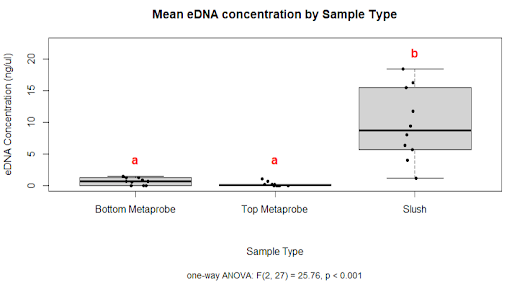 Mean eDNA concentration by Sample Type
eDNA Concentration (ng/ul)
20
15
10
5
0
a
a
b
Bottom Metaprobe
Top Metaprobe
Slush
Sample Type
one-way ANOVA: F(2, 27) = 25.76, p < 0.001